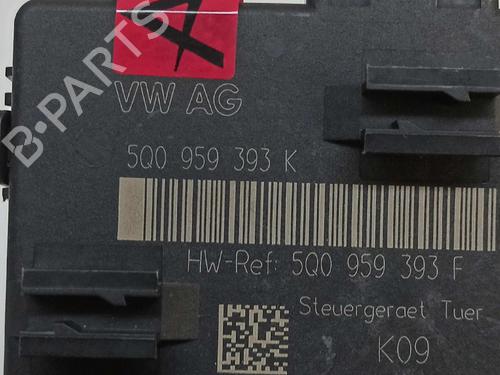 B-PARTS
VW AG
5Q0 959 393 K
HW-Ref: 5Q0 959 393 F
Steuergeraet Tuer
K09